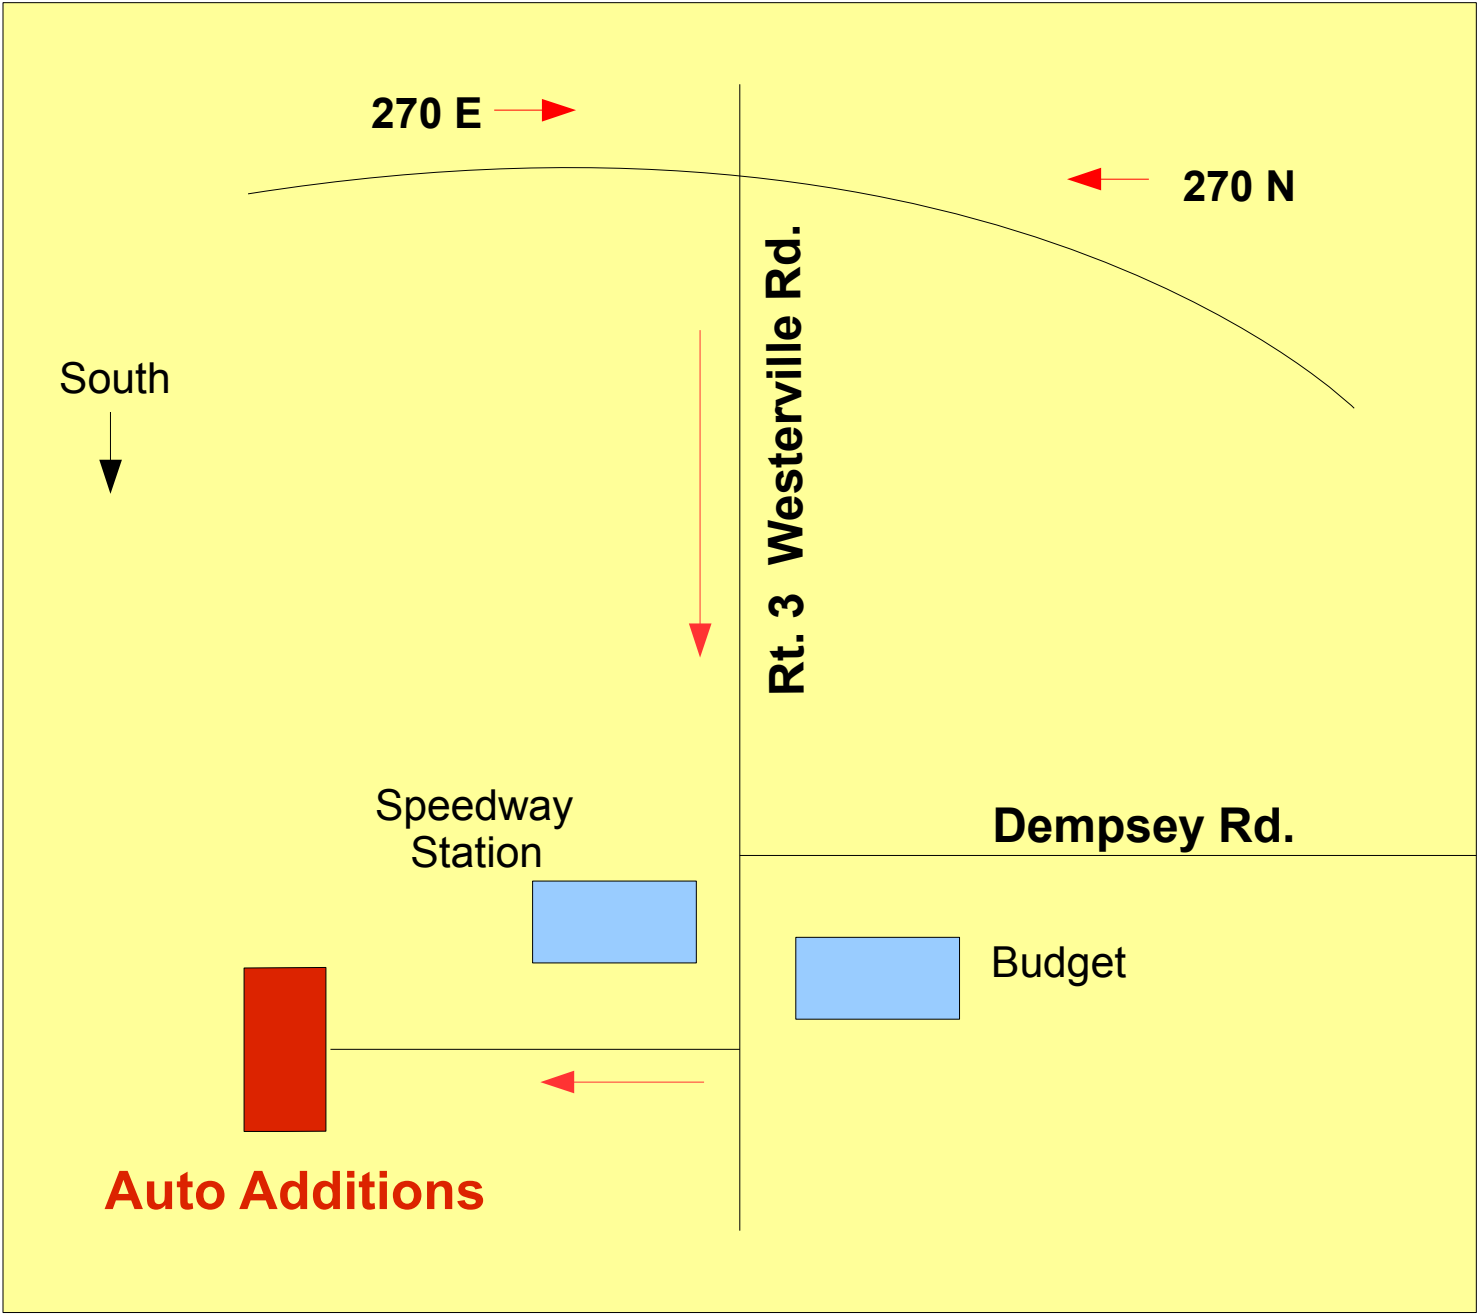 270 E
270 N
Rt. 3  Westerville Rd.
South
Speedway
Station
Dempsey Rd.
Budget
Auto Additions